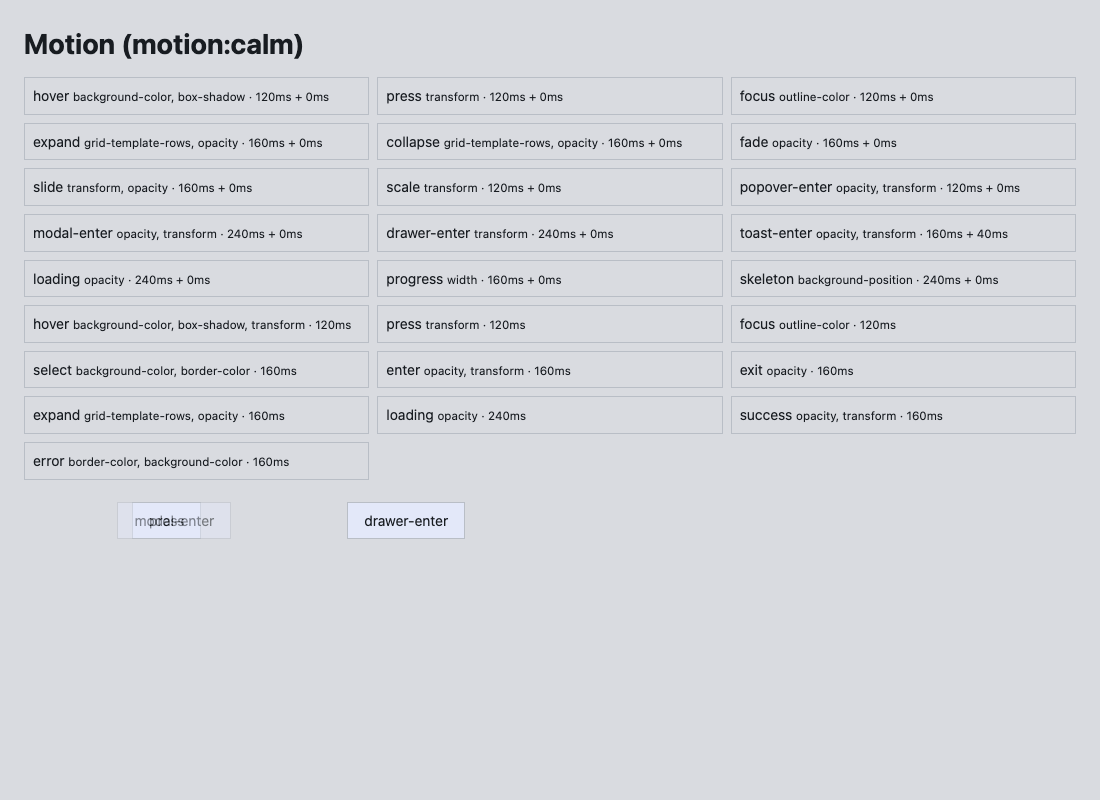 Motion (motion:calm)
hover background-color, box-shadow · 120ms + 0ms
press transform · 120ms + 0ms
focus outline-color · 120ms + 0ms
expand grid-template-rows, opacity · 160ms + 0ms
collapse grid-template-rows, opacity · 160ms + 0ms
fade opacity · 160ms + 0ms
slide transform, opacity · 160ms + 0ms
scale transform · 120ms + 0ms
popover-enter opacity, transform · 120ms + 0ms
modal-enter opacity, transform · 240ms + 0ms
drawer-enter transform · 240ms + 0ms
toast-enter opacity, transform · 160ms + 40ms
loading opacity · 240ms + 0ms
progress width · 160ms + 0ms
skeleton background-position · 240ms + 0ms
hover background-color, box-shadow, transform · 120ms
press transform · 120ms
focus outline-color · 120ms
select background-color, border-color · 160ms
enter opacity, transform · 160ms
exit opacity · 160ms
expand grid-template-rows, opacity · 160ms
loading opacity · 240ms
success opacity, transform · 160ms
error border-color, background-color · 160ms
modal-enter
press
drawer-enter